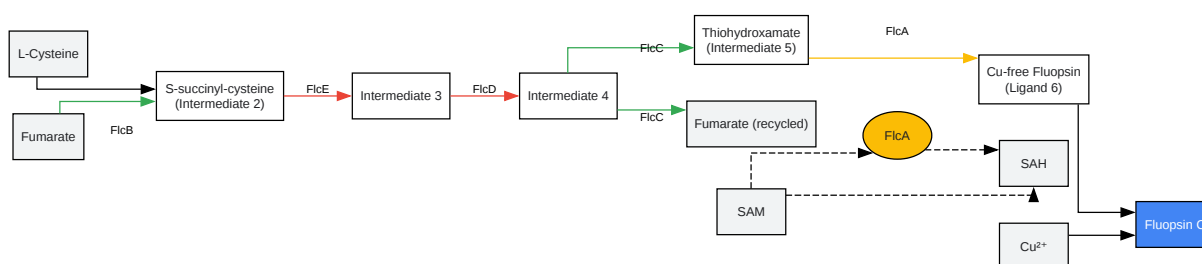 L-Cysteine
Fumarate
FlcB
S-succinyl-cysteine
(Intermediate 2)
FlcE
Intermediate 3
FlcD
Intermediate 4
FlcC
FlcC
Thiohydroxamate
(Intermediate 5)
Fumarate (recycled)
FlcA
Cu-free Fluopsin
(Ligand 6)
FlcA
SAM
SAH
Cu²⁺
Fluopsin C